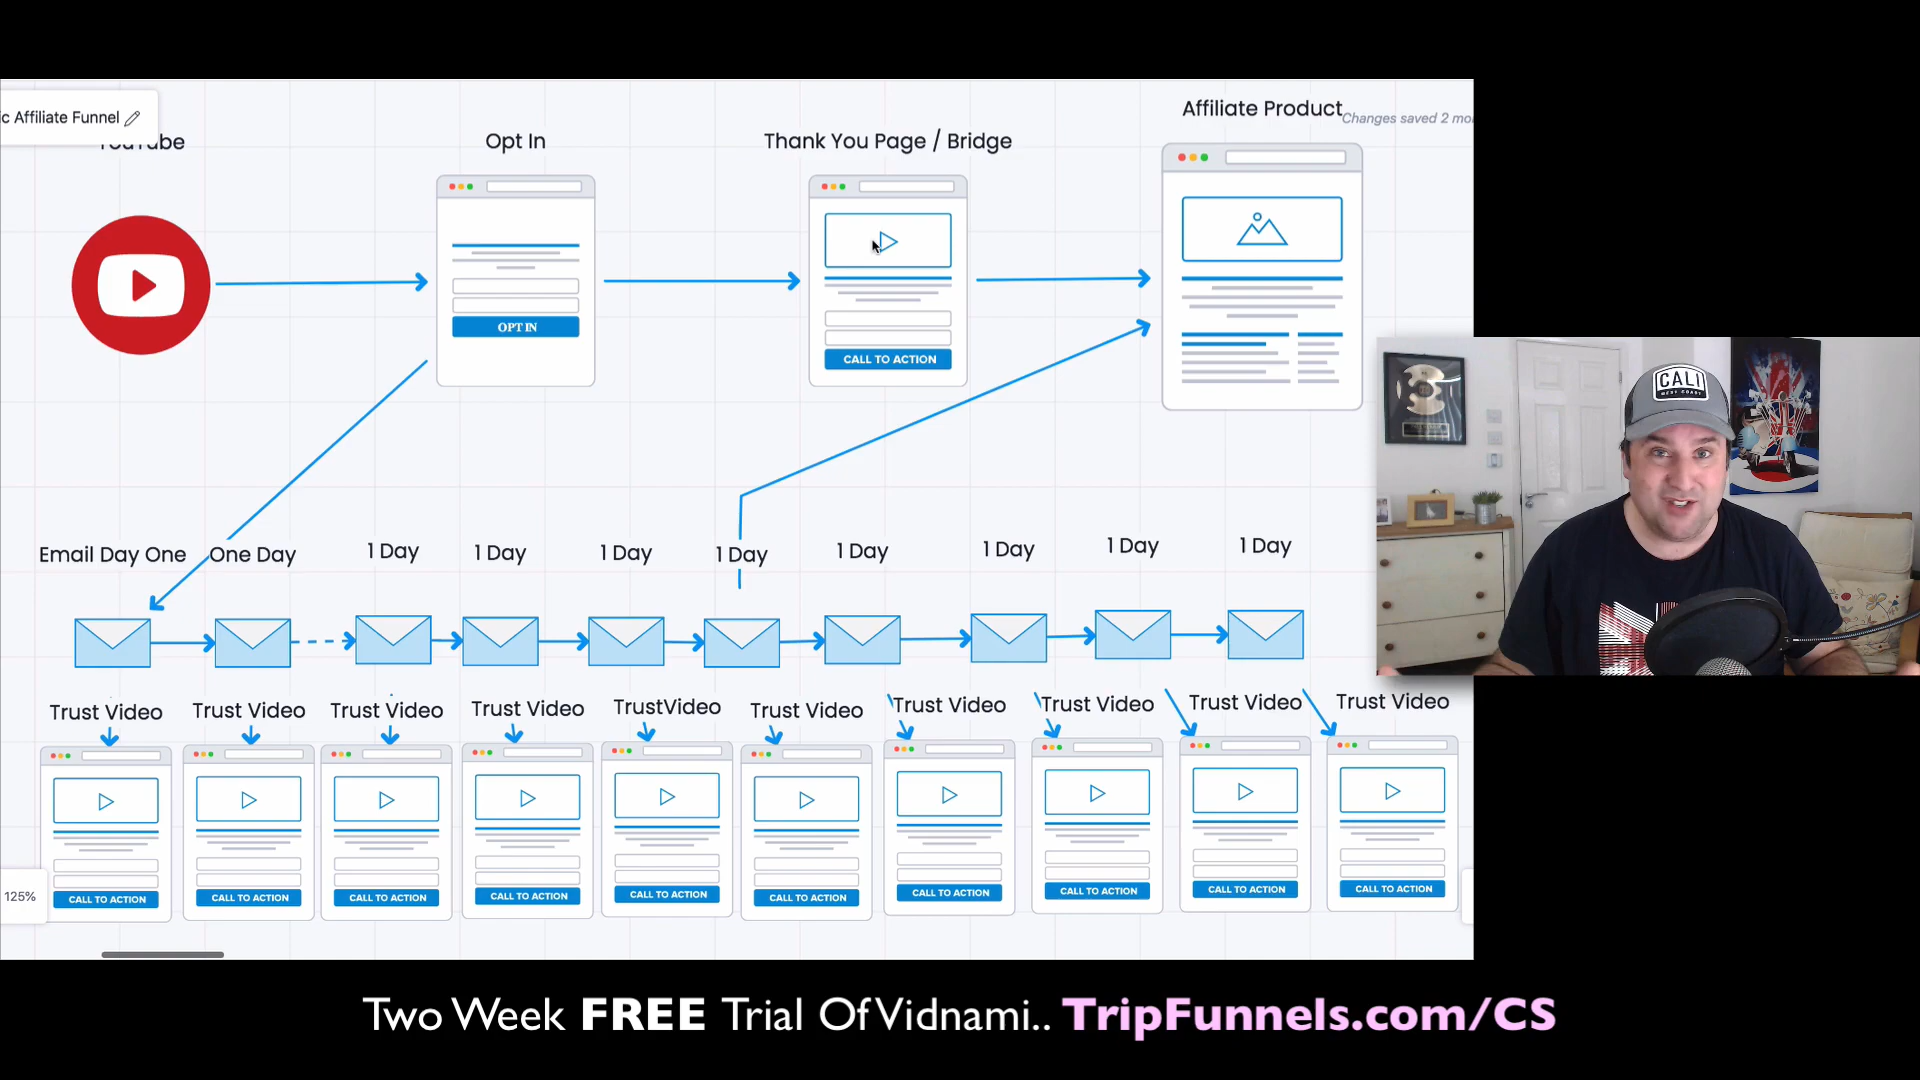 Affiliate Product
Changes saved 2
ic Affiliate Funnel
YouTube
Opt In
Thank You Page / Bridge
OPT IN
CALL TO ACTION
CALI
WEST COAST
Email Day One
One Day
1 Day
1 Day
1 Day
1 Day
1 Day
1 Day
1 Day
1 Day
Trust Video
Trust Video
Trust Video
Trust Video
TrustVideo
Trust Video
Trust Video
Trust Video
Trust Video
Trust Video
125%
CALL TO ACTION
CALL TO ACTION
CALL TO ACTION
CALL TO ACTION
CALL TO ACTION
CALL TO ACTION
CALL TO ACTION
CALL TO ACTION
CALL TO ACTION
CALL TO ACTION
Two Week FREE Trial Of Vidnami.. TripFunnels.com/CS